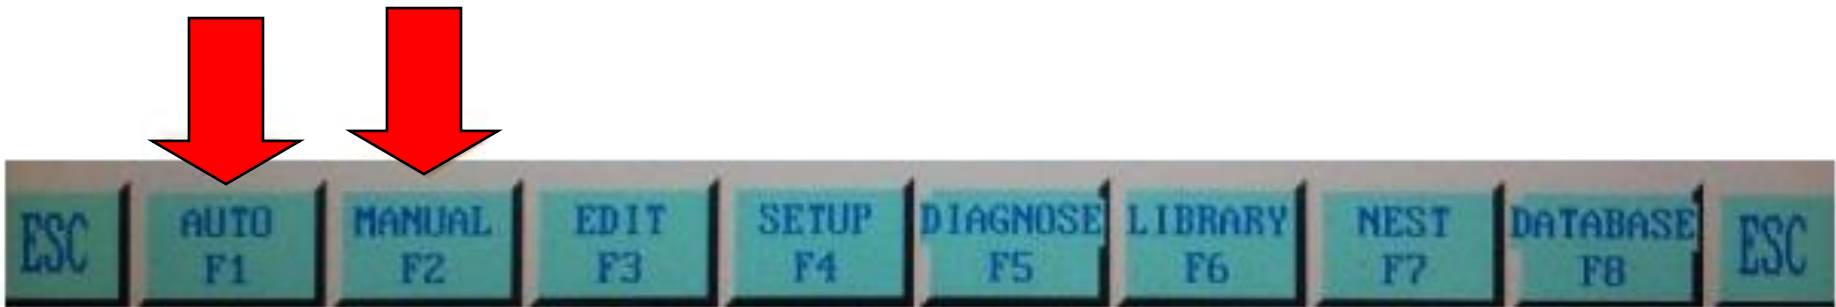 ESC
AUTO
F1
MANUAL
F2
EDIT
F3
SETUP
F4
DIAGNOSE
F5
LIBRARY
F6
NEST
F7
DATABASE
F8
ESC